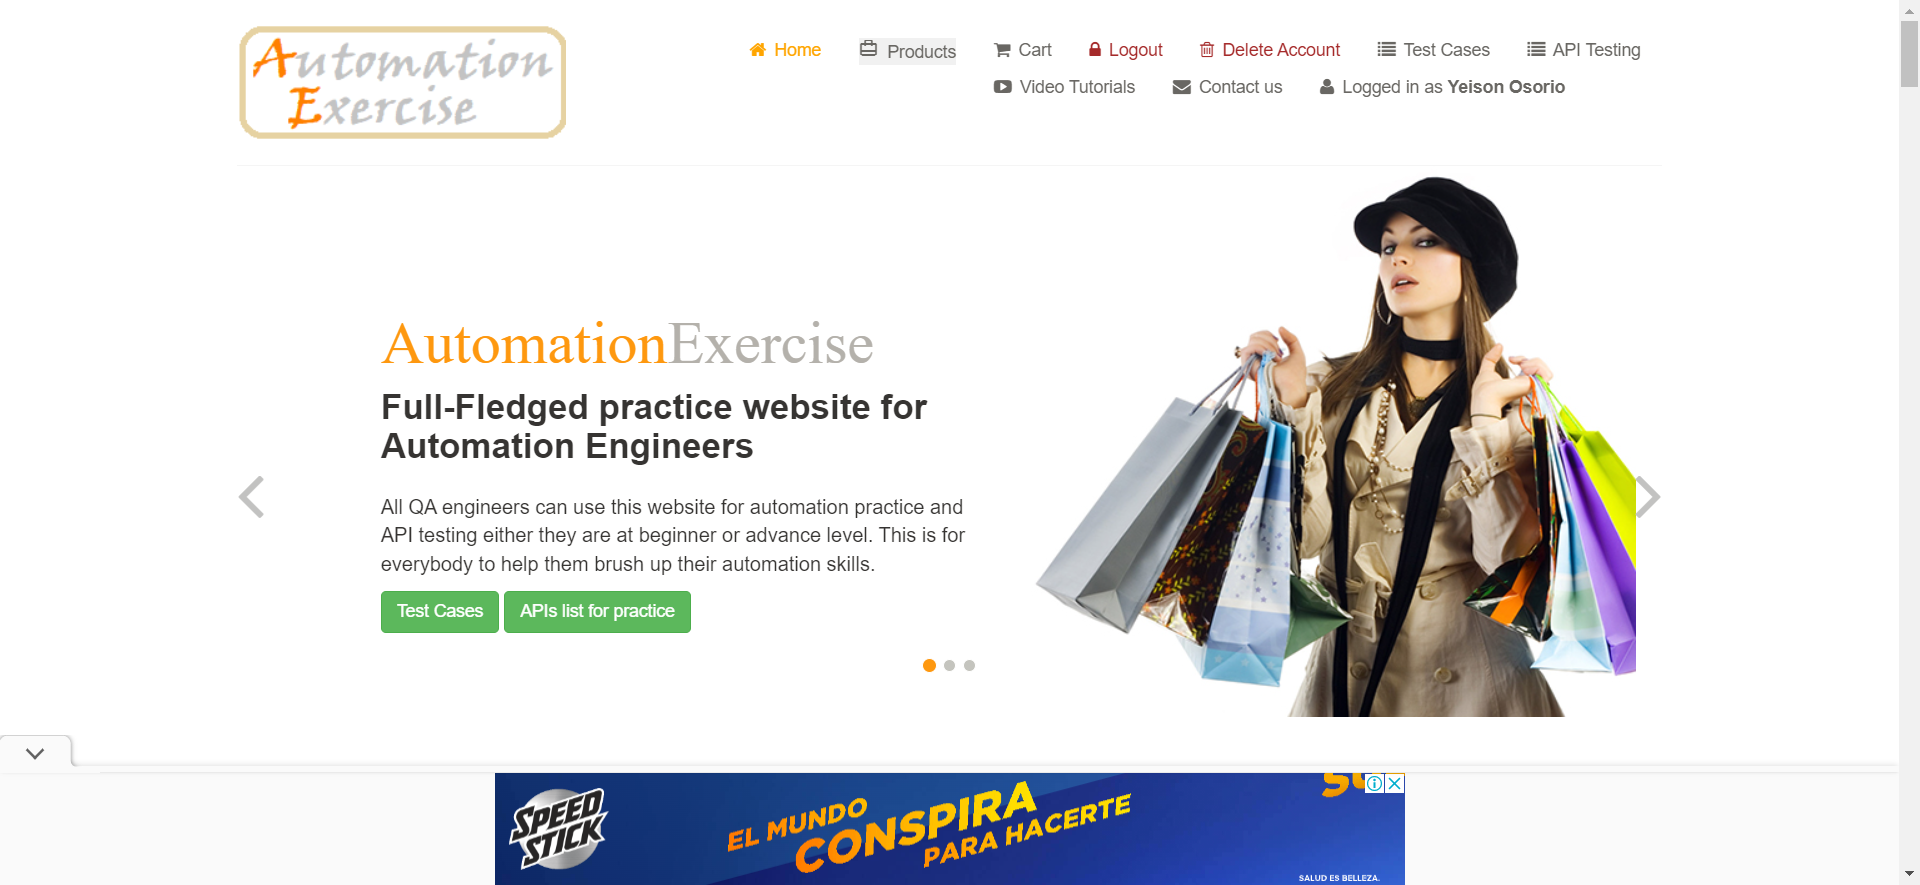 Automation
Exercise
Home
Products
Cart
Logout
Delete Account
Test Cases
API Testing
Video Tutorials
Contact us
Logged in as Yeison Osorio
AutomationExercise
Full-Fledged practice website for
Automation Engineers
All QA engineers can use this website for automation practice and
API testing either they are at beginner or advance level. This is for
everybody to help them brush up their automation skills.
Test Cases
APIs list for practice
SPEED
STICK
EL MUNDO
CONSPIRA
PARA HACERTE
SALUD ES BELLEZA.